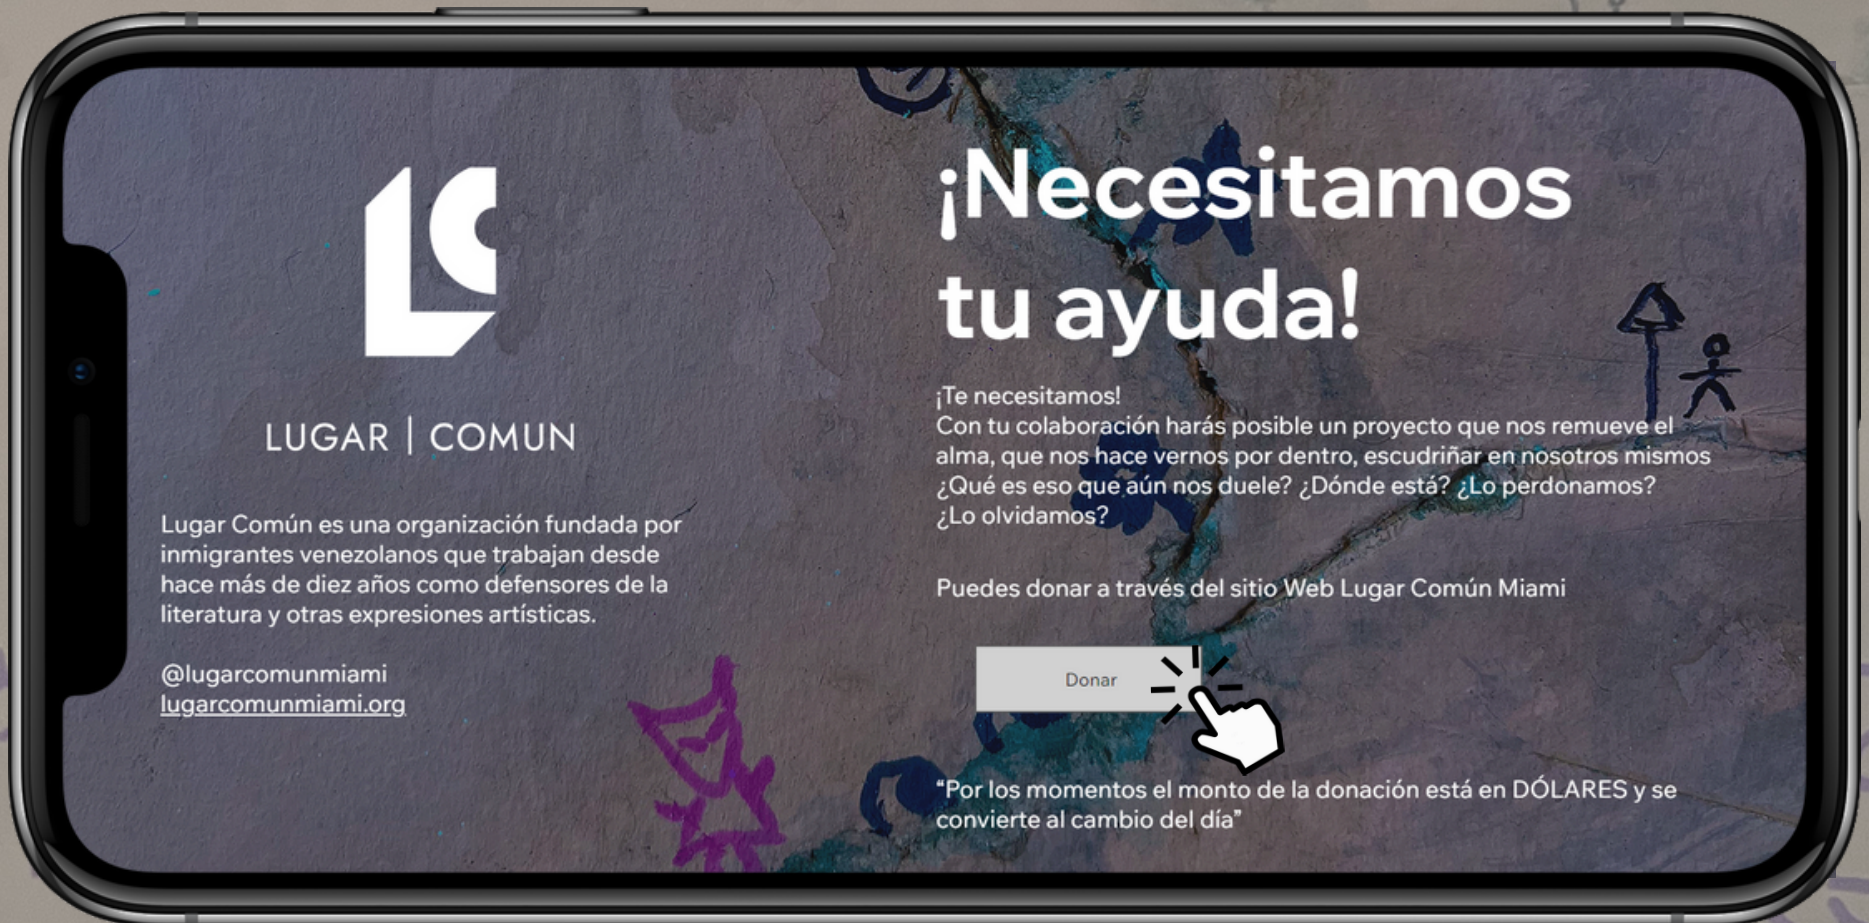 LC
LUGAR | COMUN
Lugar Común es una organización fundada por
inmigrantes venezolanos que trabajan desde
hace más de diez años como defensores de la
literatura y otras expresiones artísticas.
@lugarcomunmiami
lugarcomunmiami.org
¡Necesitamos
tu ayuda!
¡Te necesitamos!
Con tu colaboración harás posible un proyecto que nos remueve el
alma, que nos hace vernos por dentro, escudriñar en nosotros mismos
¿Qué es eso que aún nos duele? ¿Dónde está? ¿Lo perdonamos?
¿Lo olvidamos?
Puedes donar a través del sitio Web Lugar Común Miami
Donar
“Por los momentos el monto de la donación está en DÓLARES y se
convierte al cambio del día”